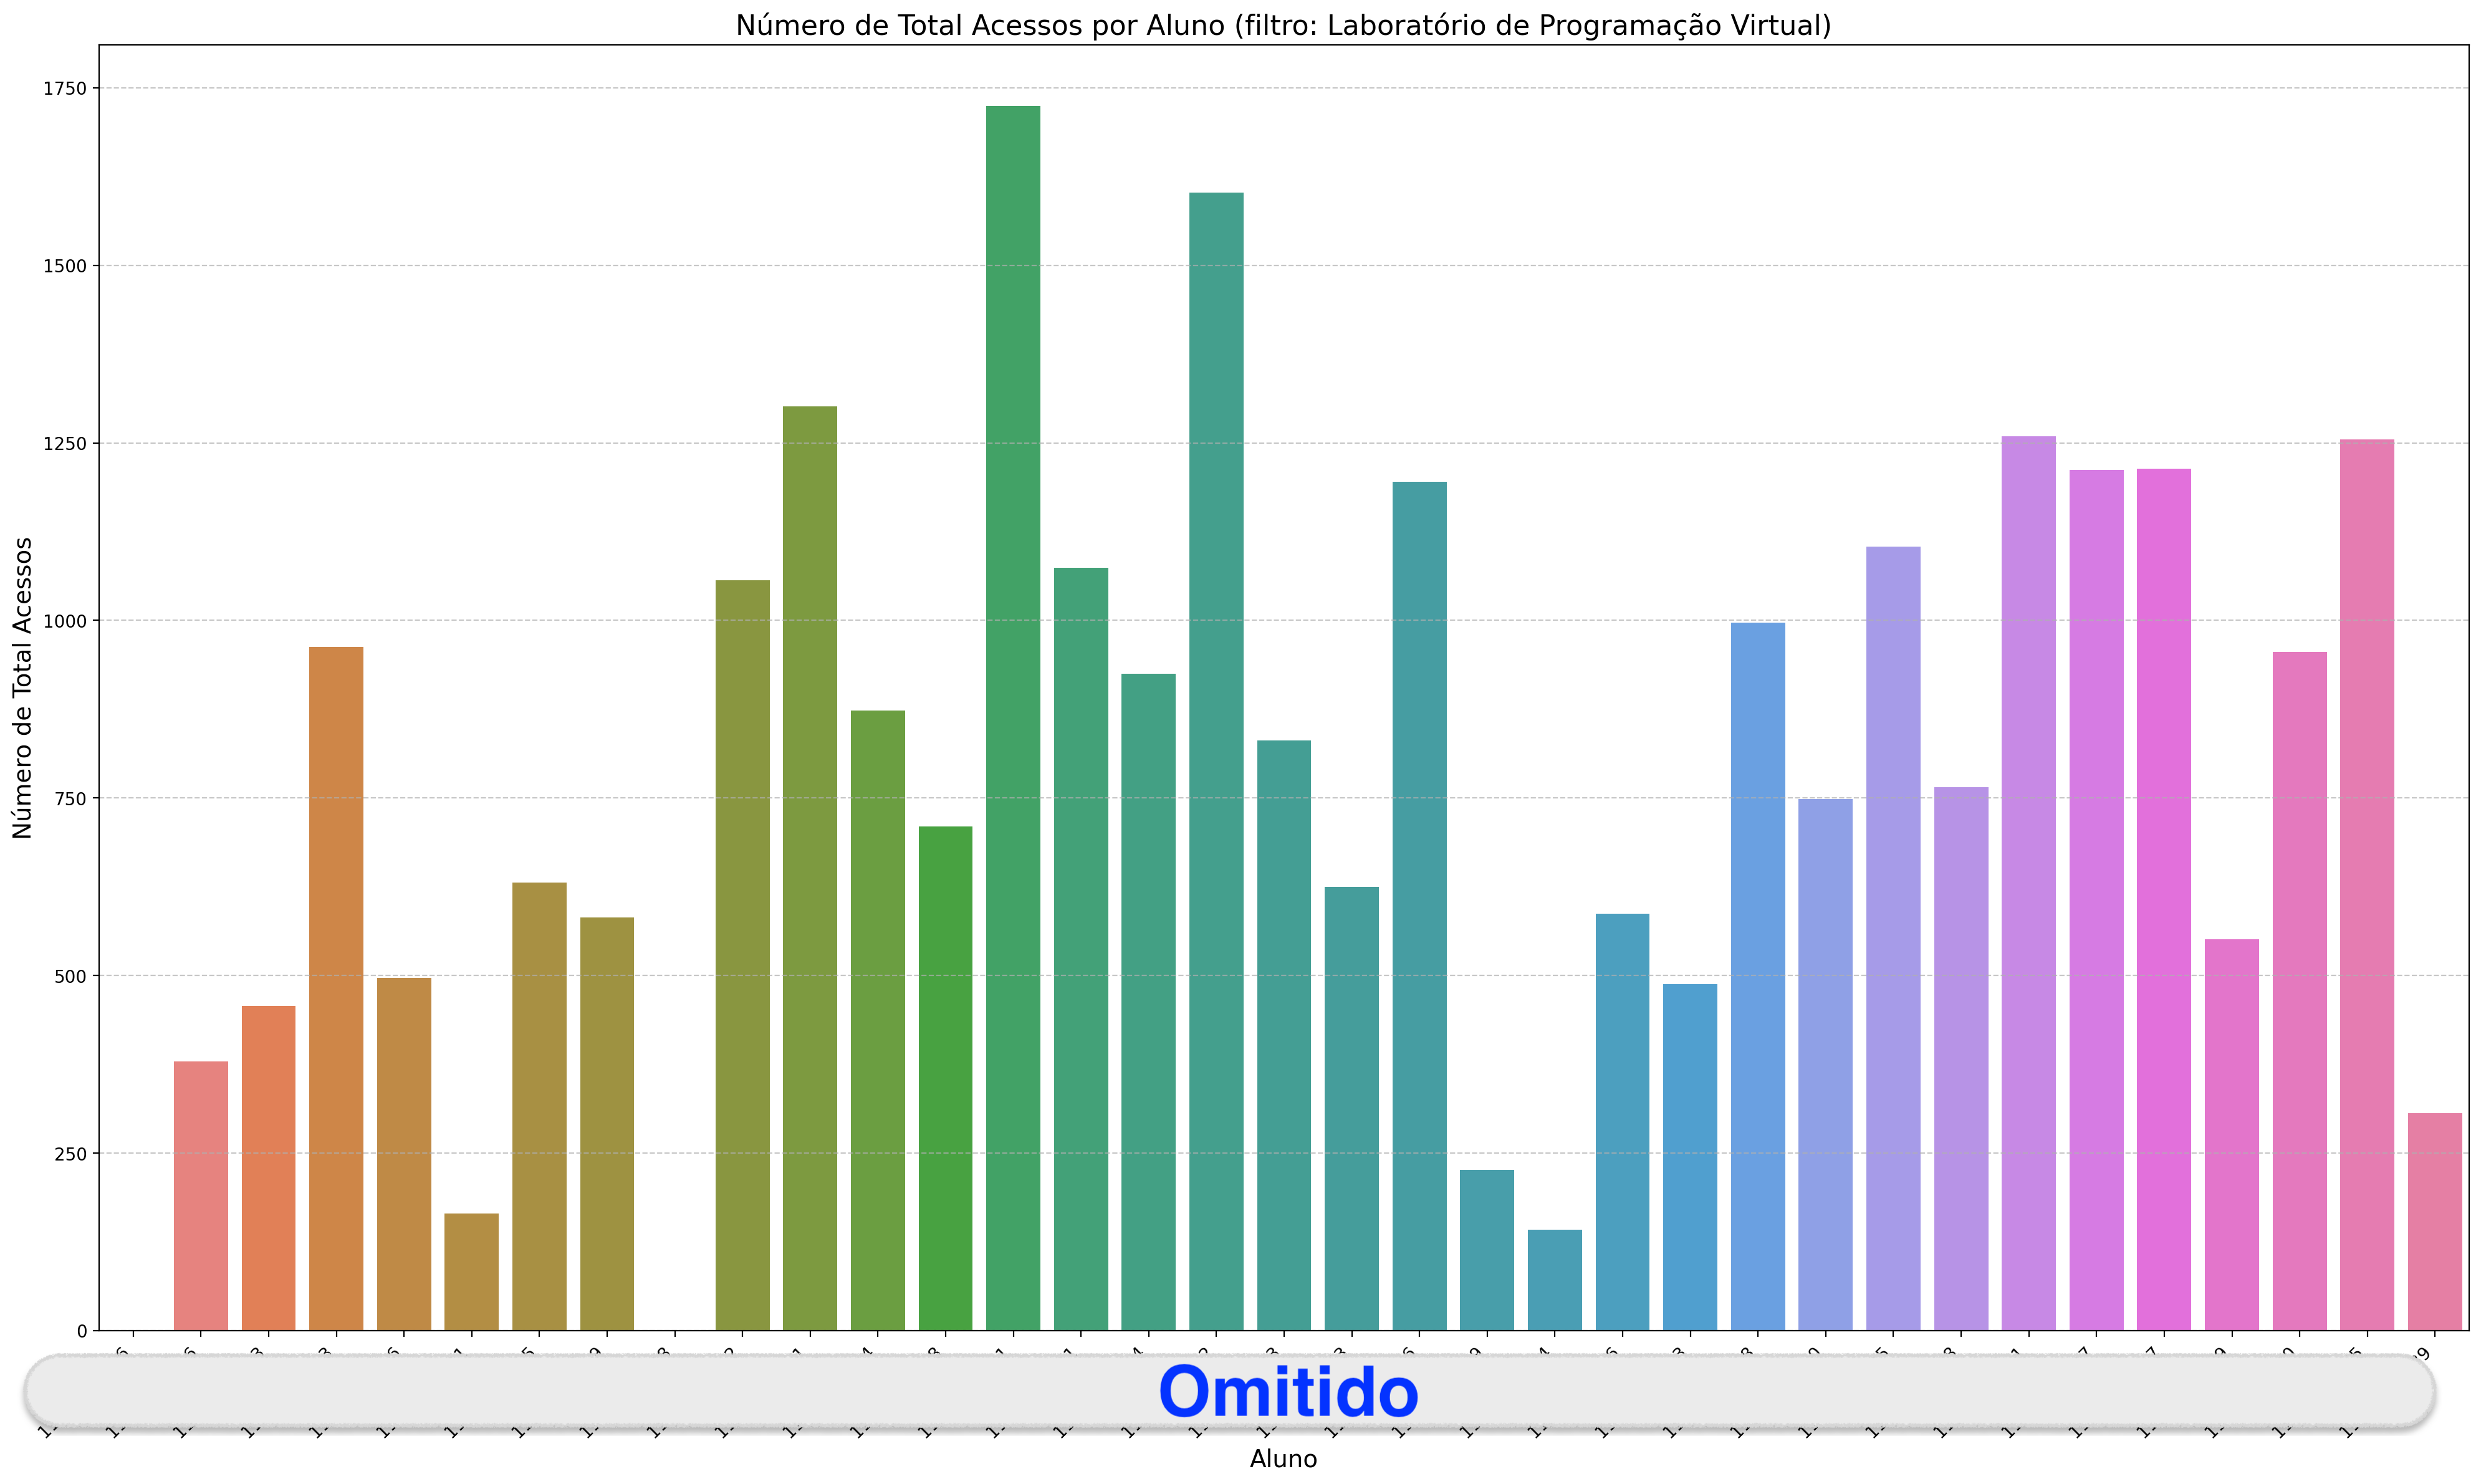 Número de Total Acessos por Aluno (filtro: Laboratório de Programação Virtual)
Número de Total Acessos
1750
1500
1250
1000
750
500
250
0
Omitido
Aluno